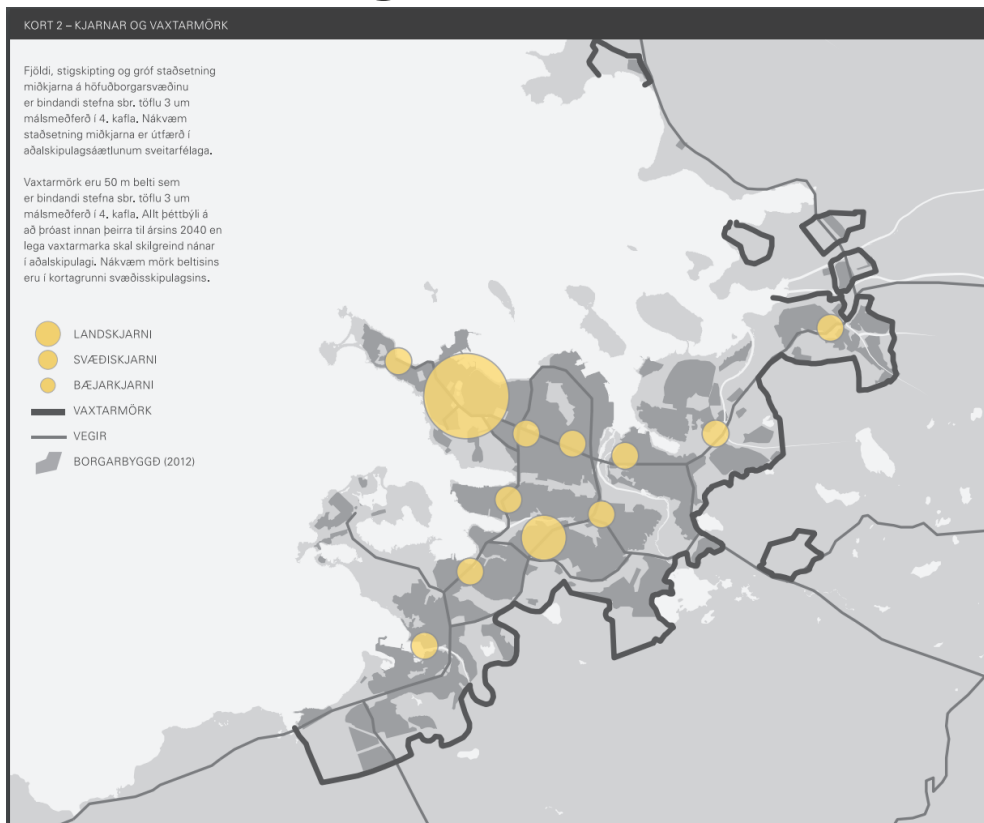 KORT 2 – KJARNAR OG VAXTARMÖRK
Fjöldi, stigskipting og gróf staðsetning
miðkjarna á höfuðborgarsvæðinu
er bindandi stefna sbr. töflu 3 um
málsmeðferð í 4. kafla. Nákvæm
staðsetning miðkjarna er útfærð í
aðalskipulagsáætlunum sveitarfélaga.
Vaxtarmörk eru 50 m belti sem
er bindandi stefna sbr. töflu 3 um
málsmeðferð í 4. kafla. Allt þéttbýli á
að þróast innan þeirra til ársins 2040 en
lega vaxtarmarka skal skilgreind nánar
í aðalskipulagi. Nákvæm mörk beltisins
eru í kortagrunni svæðisskipulagsins.
LANDSKJARNI
SVÆÐISKJARNI
BÆJARKJARNI
VAXTARMÖRK
VEGIR
BORGARBYGGÐ (2012)